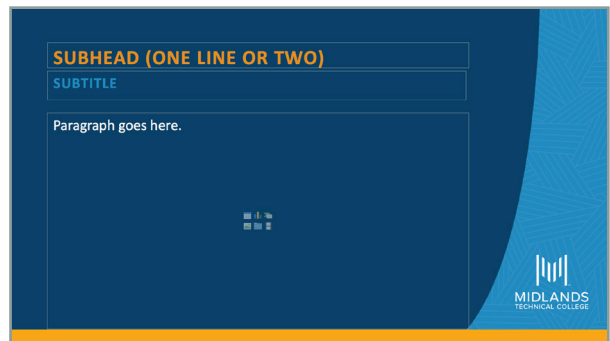 SUBHEAD (ONE LINE OR TWO)
SUBTITLE
Paragraph goes here.
MIDLANDS
TECHNICAL COLLEGE